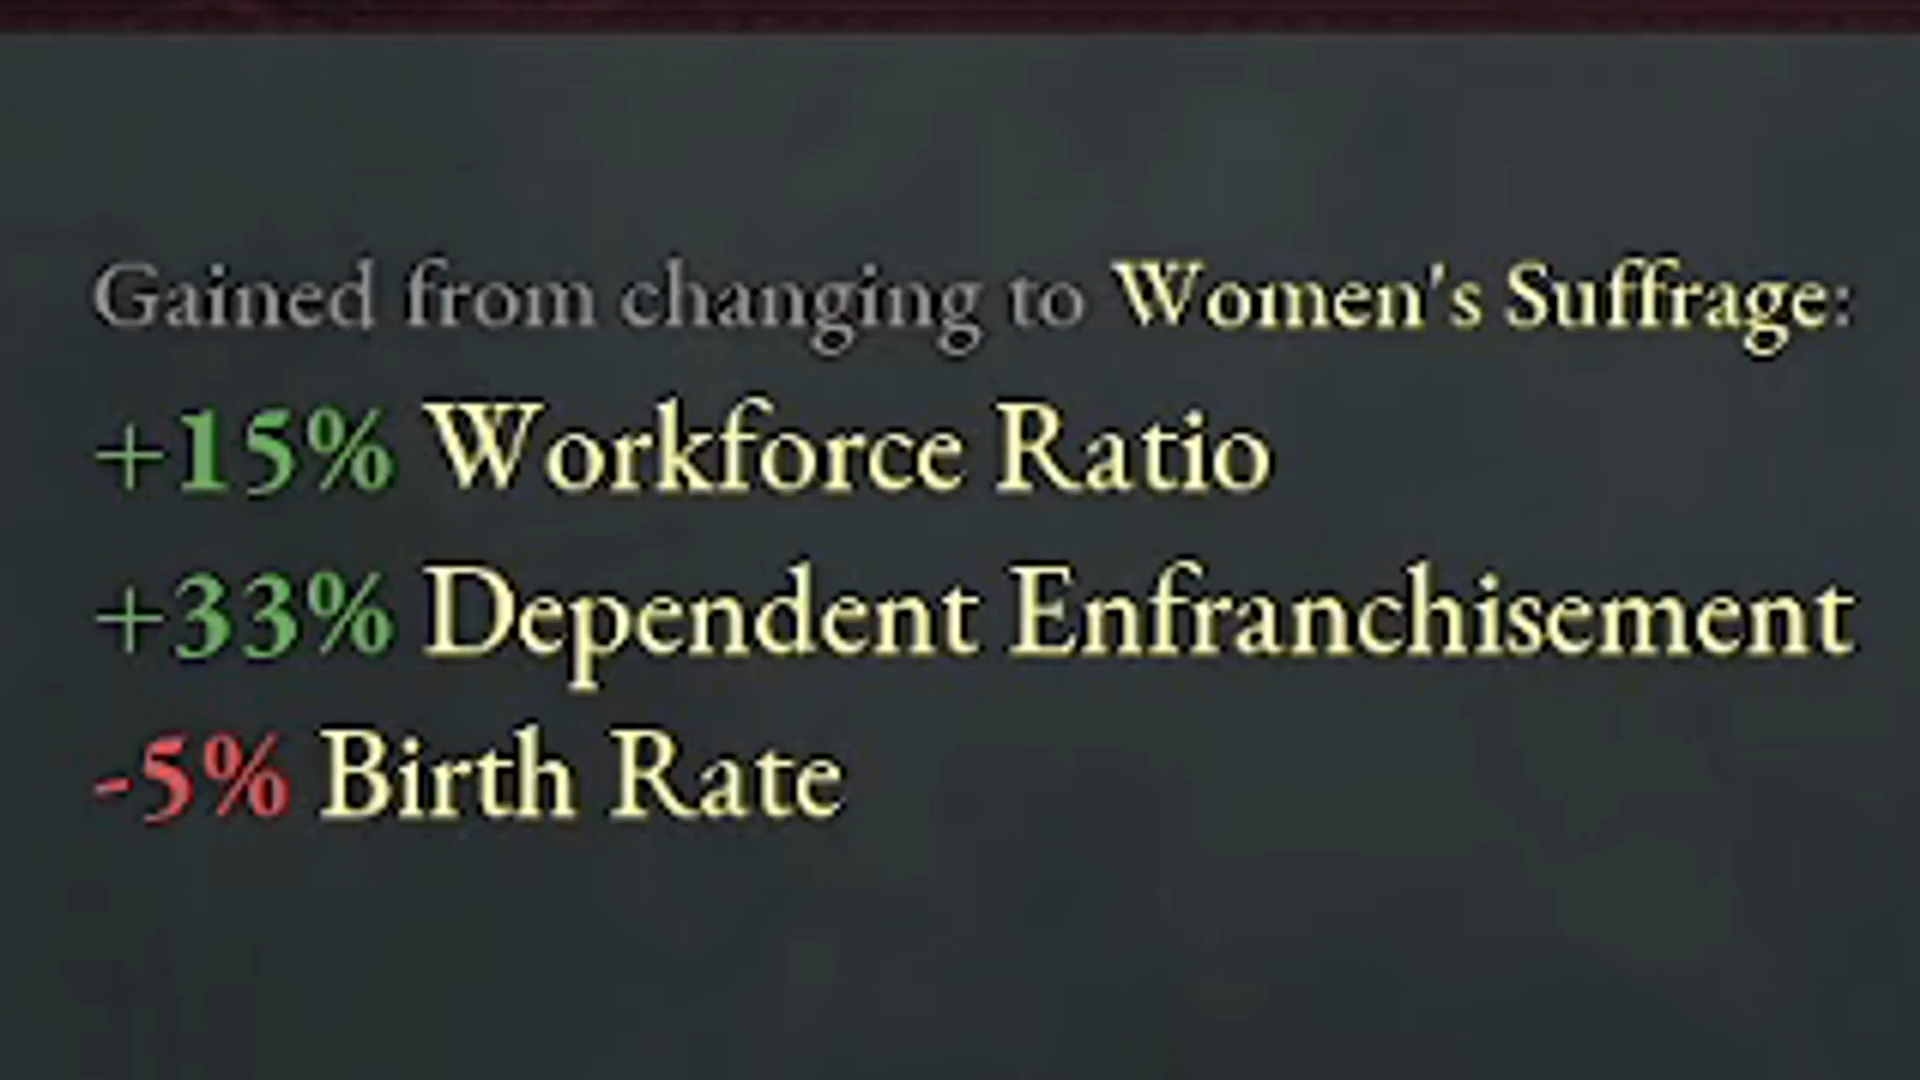 Gained from changing to Women's Suffrage:
+15% Workforce Ratio
+33% Dependent Enfranchisement
-5% Birth Rate